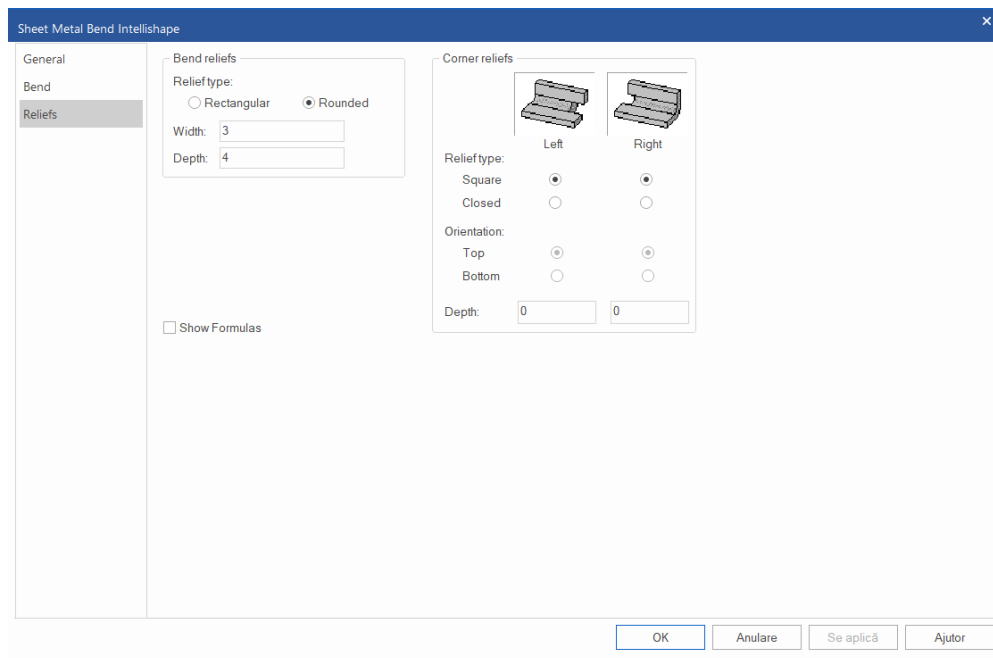 Sheet Metal Bend Intellishape
General
Bend
Reliefs
Bend reliefs
Relief type:
Rectangular Rounded
Width: 3
Depth: 4
Show Formulas
Corner reliefs
Left Right
Relief type:
Square
Closed
Orientation:
Top
Bottom
Depth: 0 0
OK Anulare Se aplică Ajutor